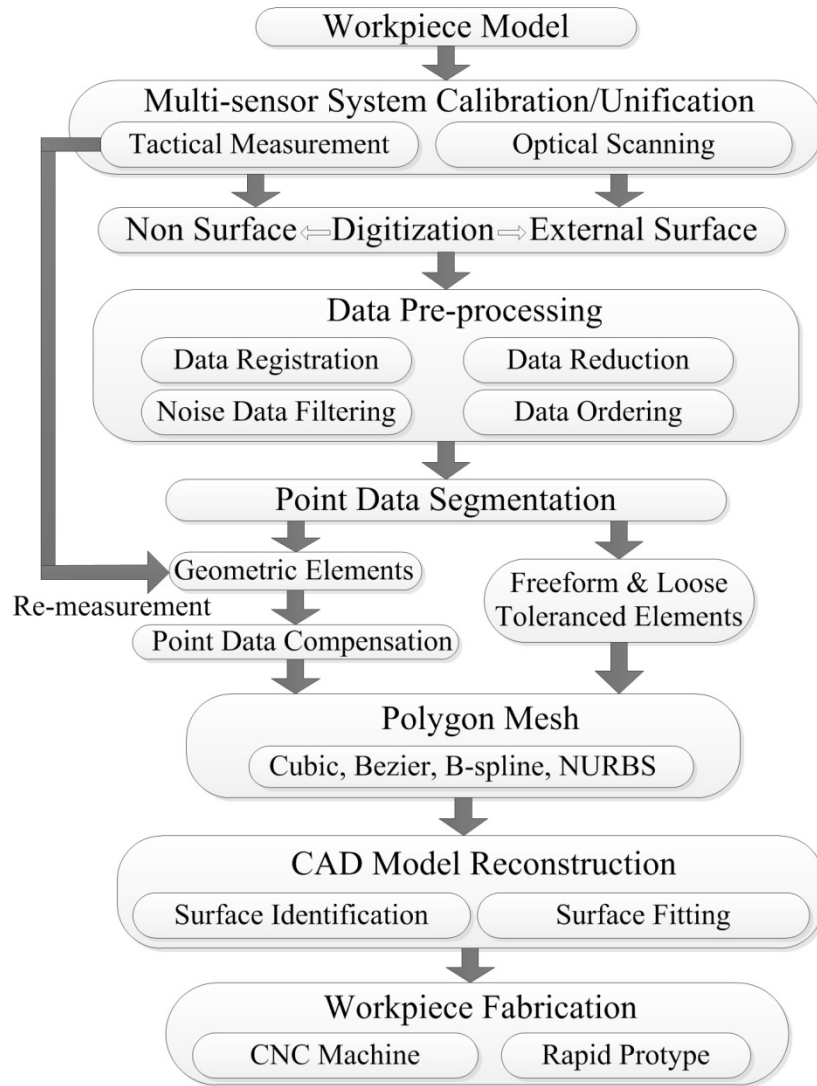 Workpiece Model
Multi-sensor System Calibration/Unification
Tactical Measurement
Optical Scanning
Non Surface ⇦ Digitization ⇨ External Surface
Data Pre-processing
Data Registration
Data Reduction
Noise Data Filtering
Data Ordering
Point Data Segmentation
Geometric Elements
Freeform & Loose
Toleranced Elements
Re-measurement
Point Data Compensation
Polygon Mesh
Cubic, Bezier, B-spline, NURBS
CAD Model Reconstruction
Surface Identification
Surface Fitting
Workpiece Fabrication
CNC Machine
Rapid Protype